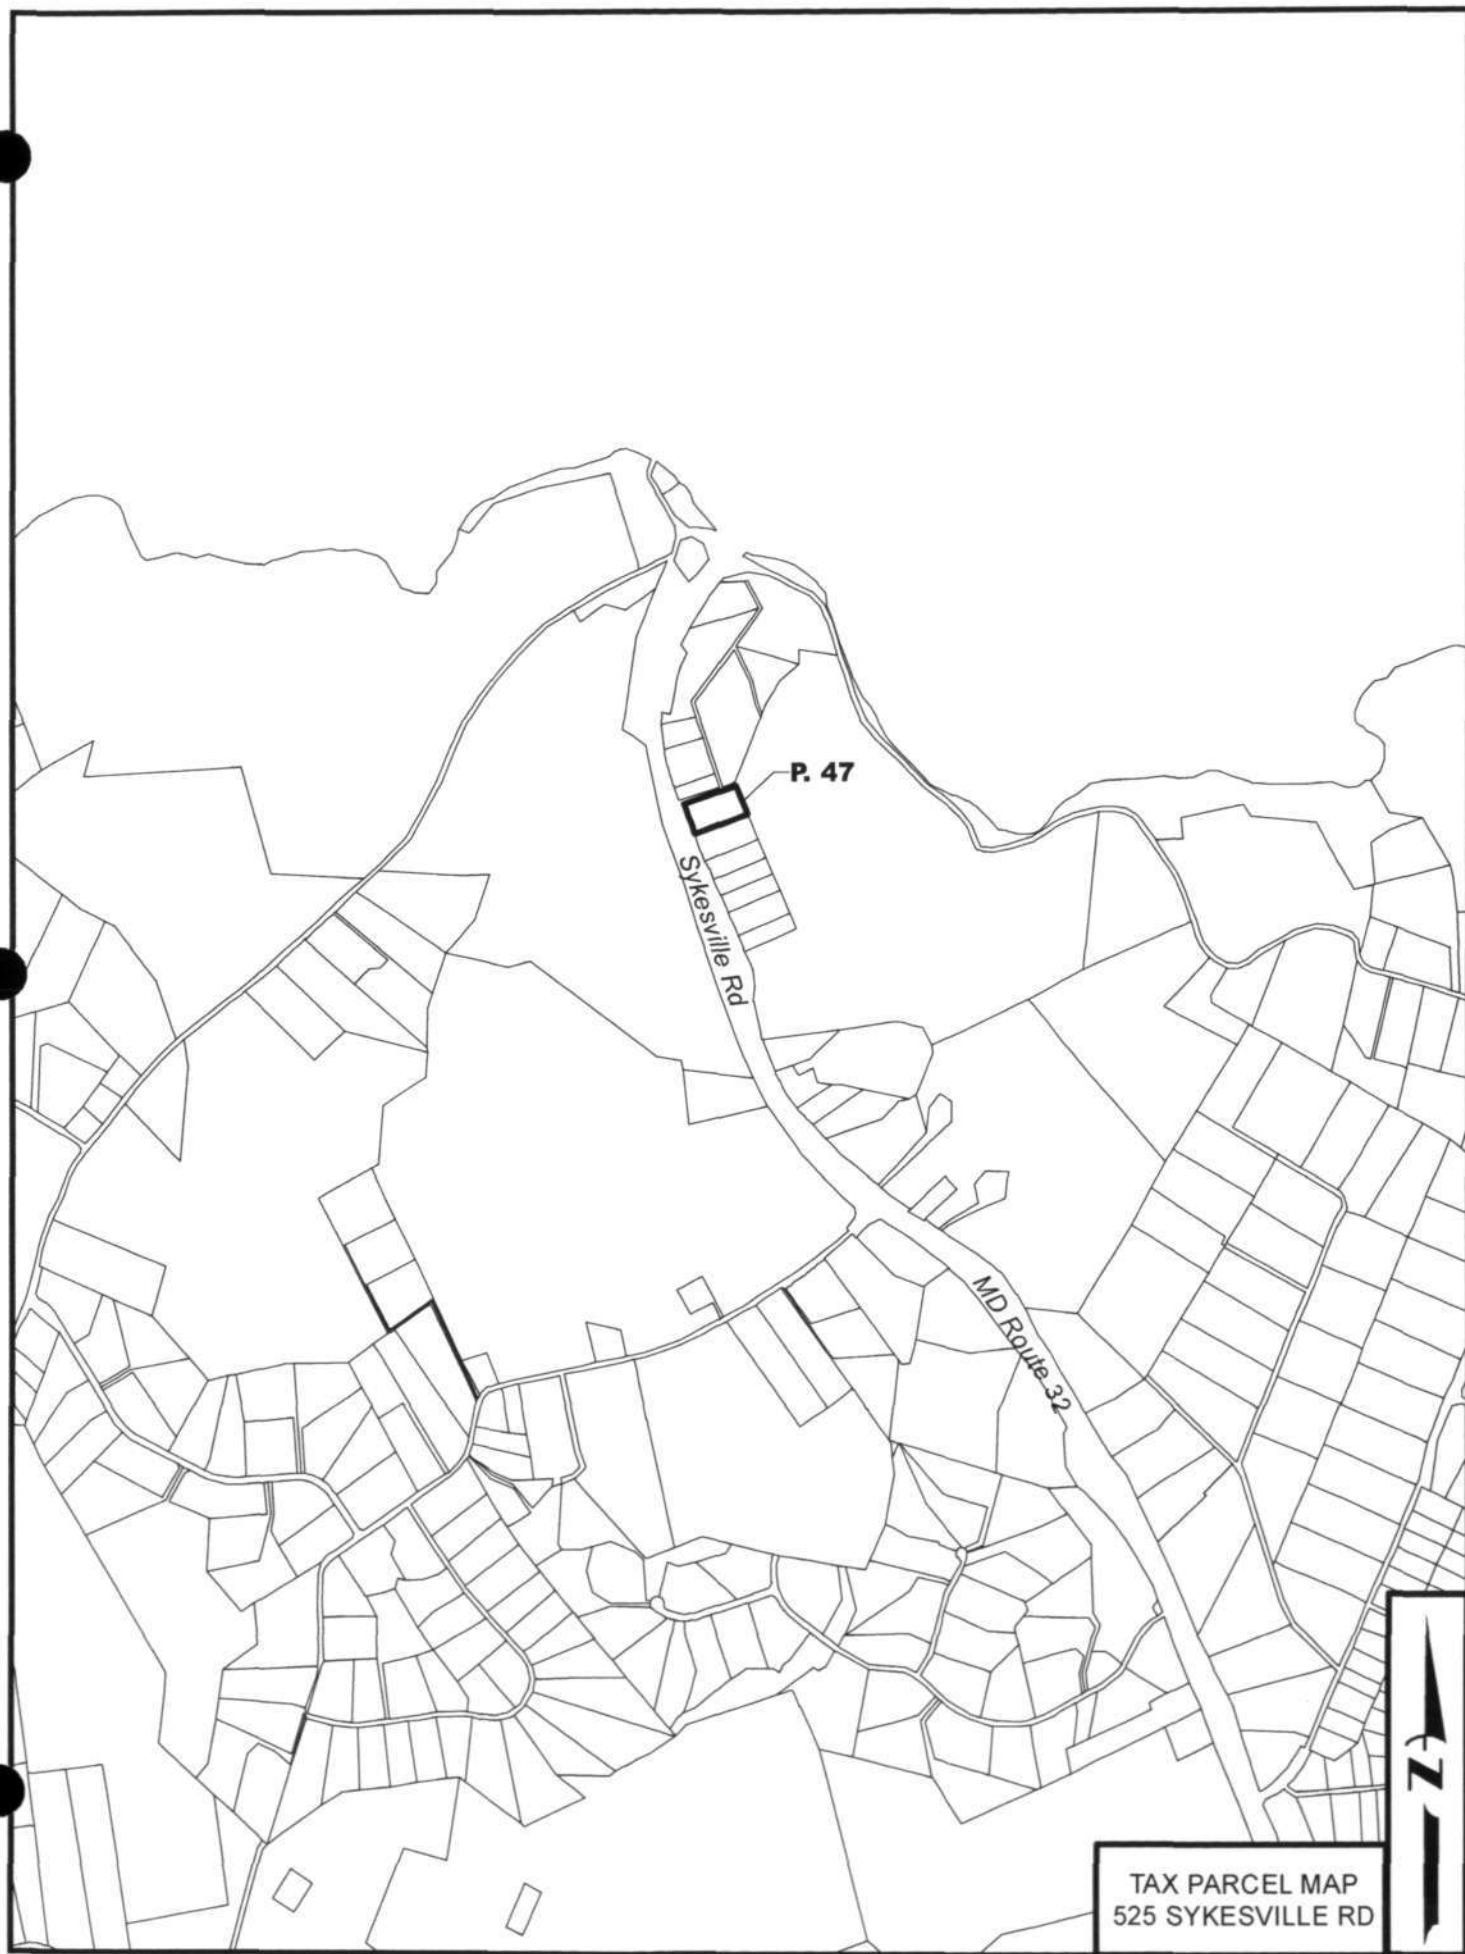 P. 47
Sykesville Rd
MD Route 32
N
TAX PARCEL MAP
525 SYKESVILLE RD